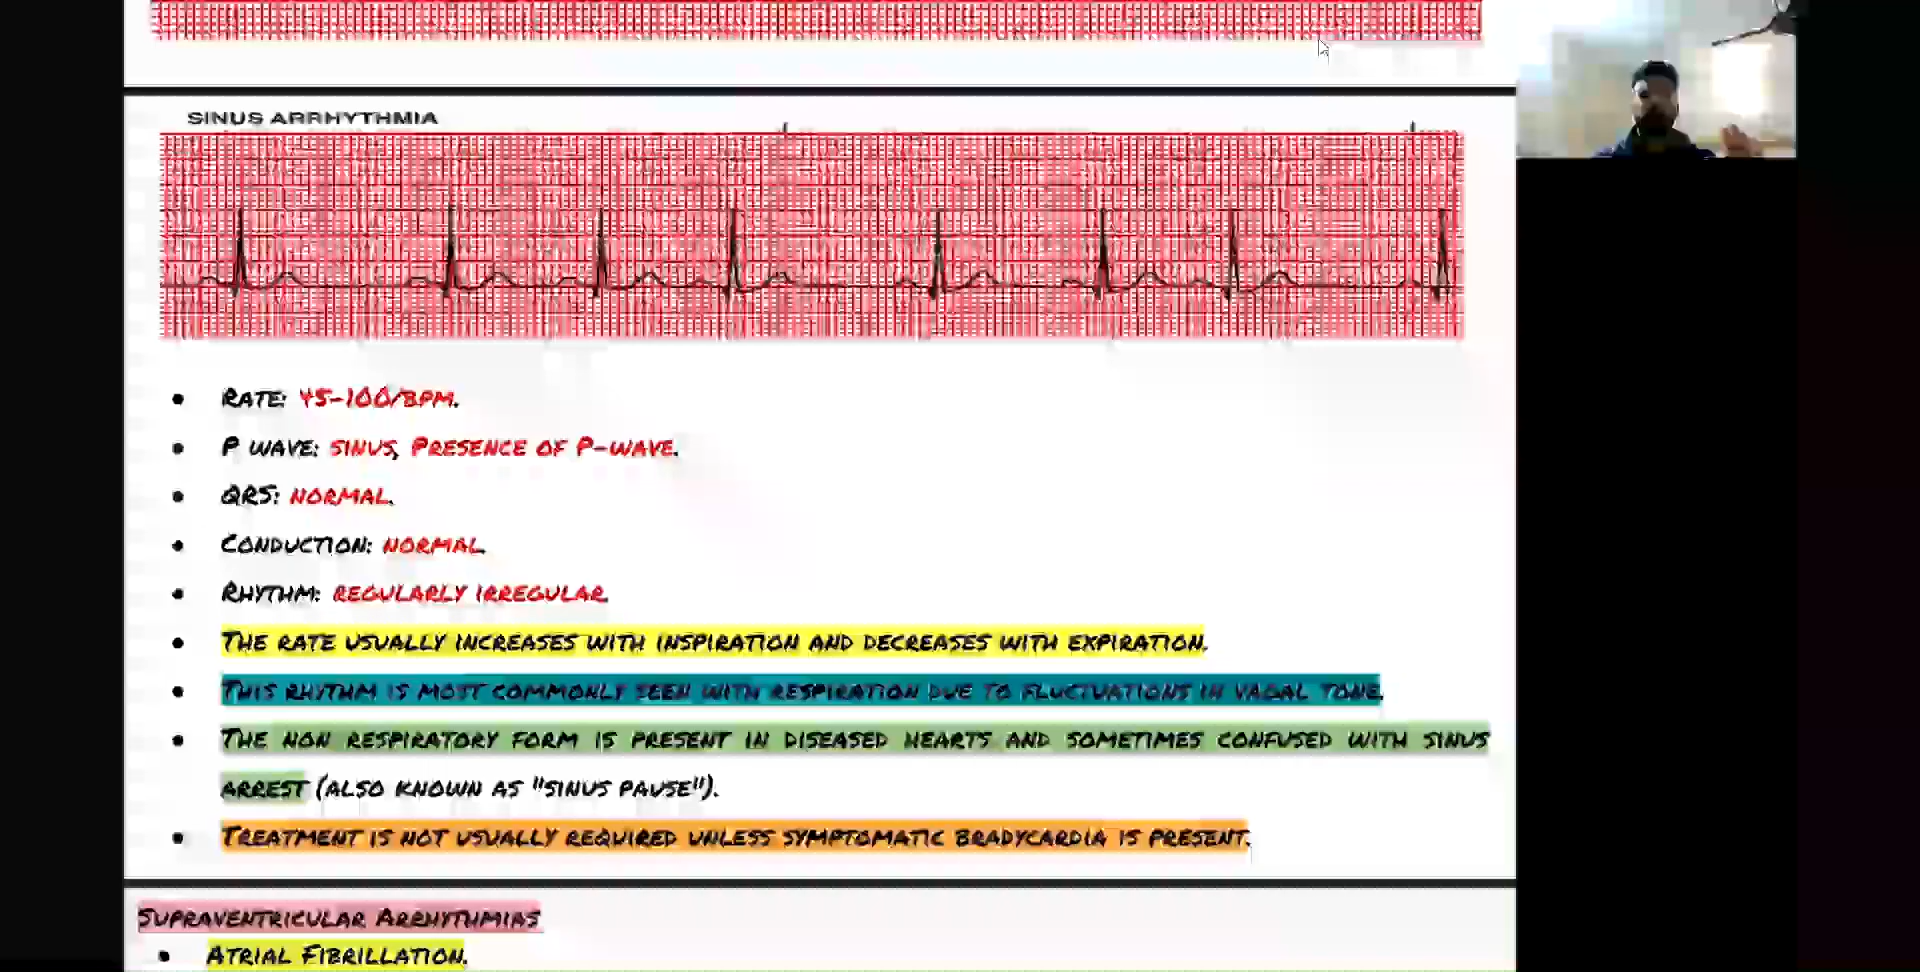 SINUS ARRHYTHMIA
RATE: 45-100/BPM.
P WAVE: SINUS, PRESENCE OF P-WAVE.
QRS: NORMAL.
CONDUCTION: NORMAL.
RHYTHM: REGULARLY IRREGULAR.
THE RATE USUALLY INCREASES WITH INSPIRATION AND DECREASES WITH EXPIRATION.
THIS RHYTHM IS MOST COMMONLY SEEN WITH RESPIRATION DUE TO FLUCTUATIONS IN VAGAL TONE.
THE NON RESPIRATORY FORM IS PRESENT IN DISEASED HEARTS AND SOMETIMES CONFUSED WITH SINUS
ARREST (ALSO KNOWN AS "SINUS PAUSE").
TREATMENT IS NOT USUALLY REQUIRED UNLESS SYMPTOMATIC BRADYCARDIA IS PRESENT.
SUPRAVENTRICULAR ARRHYTHMIAS
ATRIAL FIBRILLATION.